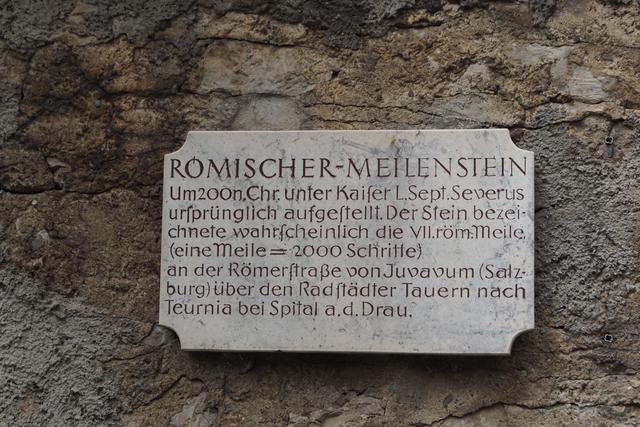 RÖMISCHER-MEILENSTEIN
Um 200 n. Chr. unter Kaiſer L. Sept. Severus
urſprünglich aufgeſtellt. Der Stein bezei-
chnete wahrſcheinlich die VII. röm. Meile
(eine Meile = 2000 Schritte)
an der Römerſtraße von Juvavum (Salz-
burg) über den Radſtädter Tauern nach
Teurnia bei Spital a. d. Drau.